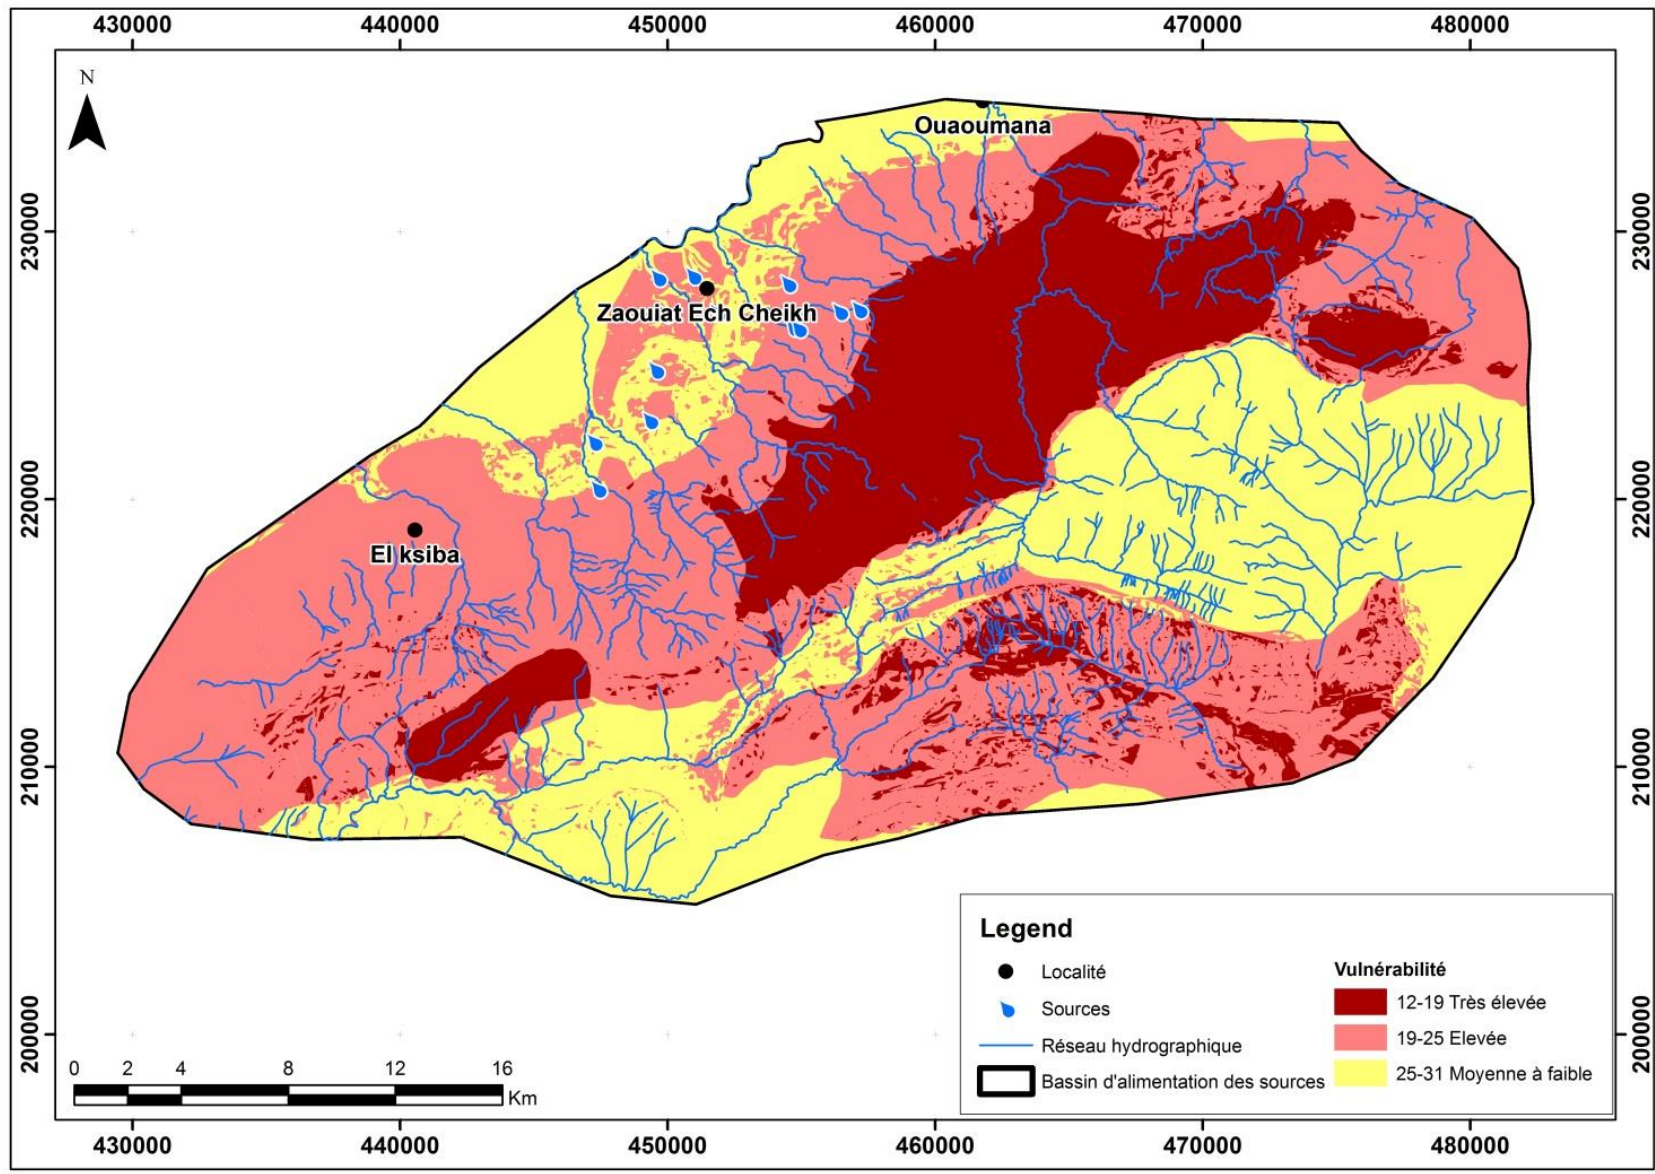 430000 440000 450000 460000 470000 480000
N
Ouaoumana
230000 230000
Zaouiat Ech Cheikh
220000 220000
El ksiba
210000 210000
Legend
Localité
Sources
Réseau hydrographique
Bassin d'alimentation des sources
Vulnérabilité
12-19 Très élevée
19-25 Elevée
25-31 Moyenne à faible
200000 200000
0 2 4 8 12 16
Km
430000 440000 450000 460000 470000 480000